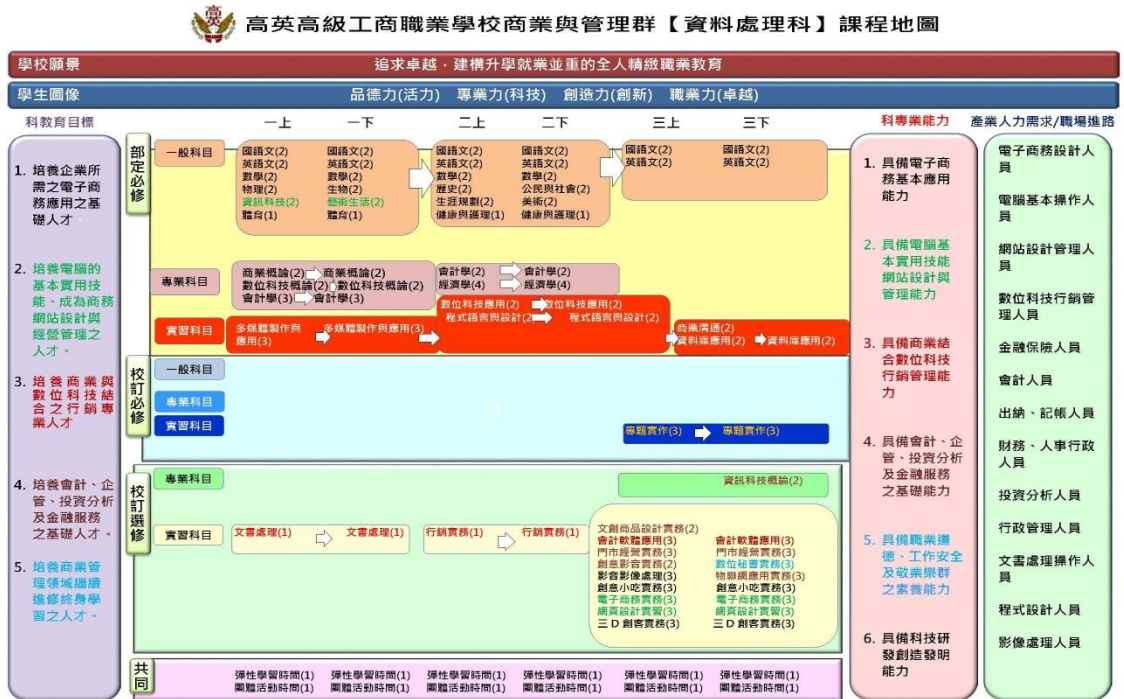 高英高級工商職業學校商業與管理群【資料處理科】課程地圖
學校願景
追求卓越．建構升學就業並重的全人精緻職業教育
學生圖像
品德力(活力) 專業力(科技) 創造力(創新) 職業力(卓越)
科教育目標
一上
一下
二上
二下
三上
三下
科專業能力
產業人力需求/職場進路
1. 培養企業所
需之電子商
務應用之基
礎人才。
2. 培養電腦的
基本實用技
能、成為商務
網站設計與
經營管理之
人才。
3. 培養商業與
數位科技結
合之行銷專
業人才
4. 培養會計、企
管、投資分析
及金融服務
之基礎人才。
5. 培養商業管
理領域繼續
進修終身學
習之人才。
部定必修
一般科目
國語文(2)
英語文(2)
數學(2)
物理(2)
資訊科技(2)
體育(1)
國語文(2)
英語文(2)
數學(2)
生物(2)
藝術生活(2)
體育(1)
國語文(2)
英語文(2)
數學(2)
歷史(2)
生涯規劃(2)
健康與護理(1)
國語文(2)
英語文(2)
數學(2)
公民與社會(2)
美術(2)
健康與護理(1)
國語文(2)
英語文(2)
國語文(2)
英語文(2)
專業科目
商業概論(2)
商業概論(2)
數位科技概論(2)
數位科技概論(2)
會計學(3)
會計學(3)
會計學(2)
會計學(2)
經濟學(4)
經濟學(4)
實習科目
多媒體製作與
應用(3)
多媒體製作與應用(3)
數位科技應用(2)
數位科技應用(2)
程式語言與設計(2
程式語言與設計(2)
商業溝通(2)
資料庫應用(2)
資料庫應用(2)
校訂必修
一般科目
專業科目
實習科目
專題實作(3)
專題實作(3)
校訂選修
專業科目
資訊科技概論(2)
實習科目
文書處理(1)
文書處理(1)
行銷實務(1)
行銷實務(1)
文創商品設計實務(2)
會計軟體應用(3)
門市經營實務(3)
創意影音實務(2)
影音影像處理(3)
創意小吃實務(3)
電子商務實務(3)
網頁設計實習(3)
三 D 創客實務(3)
會計軟體應用(3)
門市經營實務(3)
數位秘書實務(3)
物聯網應用實務(3)
創意小吃實務(3)
電子商務實務(3)
網頁設計實習(3)
三 D 創客實務(3)
共同
彈性學習時間(1)
團體活動時間(1)
彈性學習時間(1)
團體活動時間(1)
彈性學習時間(1)
團體活動時間(1)
彈性學習時間(1)
團體活動時間(1)
彈性學習時間(1)
團體活動時間(1)
彈性學習時間(1)
團體活動時間(1)
1. 具備電子商
務基本應用
能力
2. 具備電腦基
本實用技能
網站設計與
管理能力
3. 具備商業結
合數位科技
行銷管理能
力
4. 具備會計、企
管、投資分析
及金融服務
之基礎能力
5. 具備職業道
德、工作安全
及敬業樂群
之素養能力
6. 具備科技研
發創造發明
能力
電子商務設計人
員
電腦基本操作人
員
網站設計管理人
員
數位科技行銷管
理人員
金融保險人員
會計人員
出納、記帳人員
財務、人事行政
人員
投資分析人員
行政管理人員
文書處理操作人
員
程式設計人員
影像處理人員